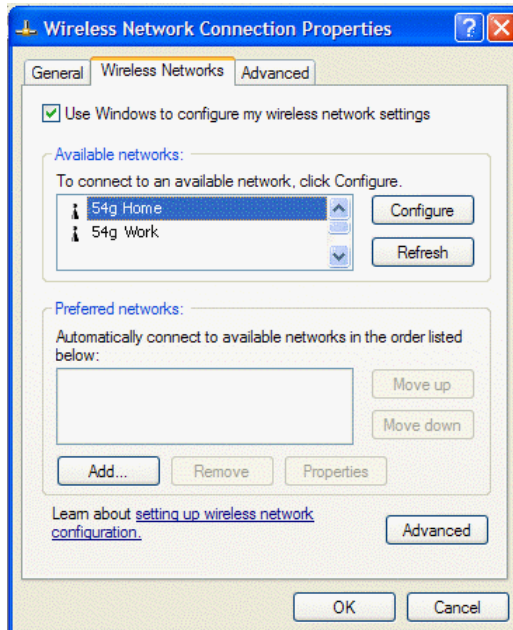 Wireless Network Connection Properties
General Wireless Networks Advanced
Use Windows to configure my wireless network settings
Available networks:
To connect to an available network, click Configure.
54g Home
Configure
54g Work
Refresh
Preferred networks:
Automatically connect to available networks in the order listed
below:
Move up
Move down
Add... Remove Properties
Learn about setting up wireless network
configuration.
Advanced
OK Cancel